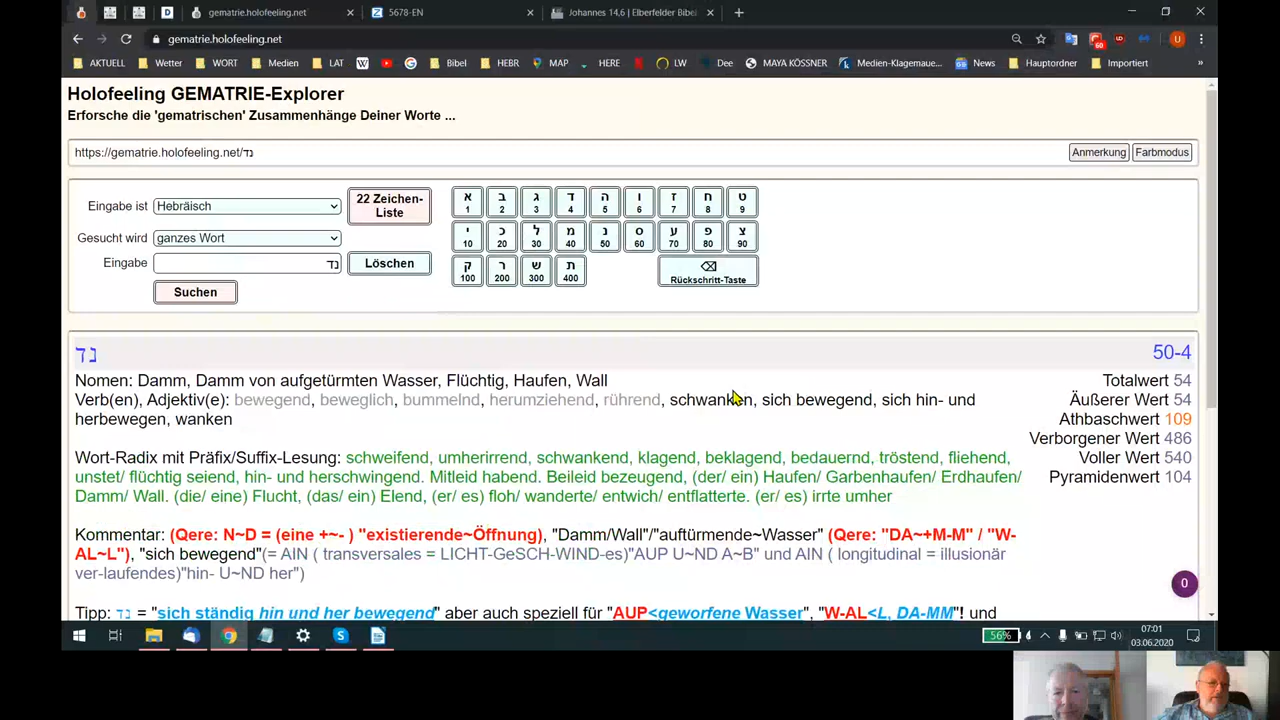 gematrie.holofeeling.net
5678-EN
Johannes 14,6 | Elberfelder Bibel
gematrie.holofeeling.net
AKTUELL Wetter WORT Medien LAT G Bibel HEBR MAP HERE LW Dee MAYA KÖSSNER Medien-Klagemaue... News Hauptordner Importiert »
Holofeeling GEMATRIE-Explorer
Erforsche die 'gematrischen' Zusammenhänge Deiner Worte ...
https://gematrie.holofeeling.net/נד
Anmerkung Farbmodus
Eingabe ist Hebräisch
22 Zeichen-Liste
Gesucht wird ganzes Wort
Eingabe נד
Löschen
Suchen
א ב ג ד ה ו ז ח ט
1 2 3 4 5 6 7 8 9
י כ ל מ נ ס ע פ צ
10 20 30 40 50 60 70 80 90
ק ר ש ת
100 200 300 400
⌫
Rückschritt-Taste
נד 50-4
Nomen: Damm, Damm von aufgetürmten Wasser, Flüchtig, Haufen, Wall
Verb(en), Adjektiv(e): bewegend, beweglich, bummelnd, herumziehend, rührend, schwanken, sich bewegend, sich hin- und
herbewegen, wanken
Totalwert 54
Äußerer Wert 54
Athbaschwert 109
Verborgener Wert 486
Voller Wert 540
Pyramidenwert 104
Wort-Radix mit Präfix/Suffix-Lesung: schweifend, umherirrend, schwankend, klagend, beklagend, bedauernd, tröstend, fliehend,
unstet/ flüchtig seiend, hin- und herschwingend. Mitleid habend. Beileid bezeugend, (der/ ein) Haufen/ Garbenhaufen/ Erdhaufen/
Damm/ Wall. (die/ eine) Flucht, (das/ ein) Elend, (er/ es) floh/ wanderte/ entwich/ entflatterte. (er/ es) irrte umher
Kommentar: (Qere: N~D = (eine +~- ) "existierende~Öffnung), "Damm/Wall"/"auftürmende~Wasser" (Qere: "DA~+M-M" / "W-
AL~L"), "sich bewegend"(= AIN ( transversales = LICHT-GeSCH-WIND-es)"AUP U~ND A~B" und AIN ( longitudinal = illusionär
ver-laufendes)"hin- U~ND her")
Tipp: נד = "sich ständig hin und her bewegend" aber auch speziell für "AUP<geworfene Wasser", "W-AL<L, DA-MM"! und
0
56%
07:01
03.06.2020